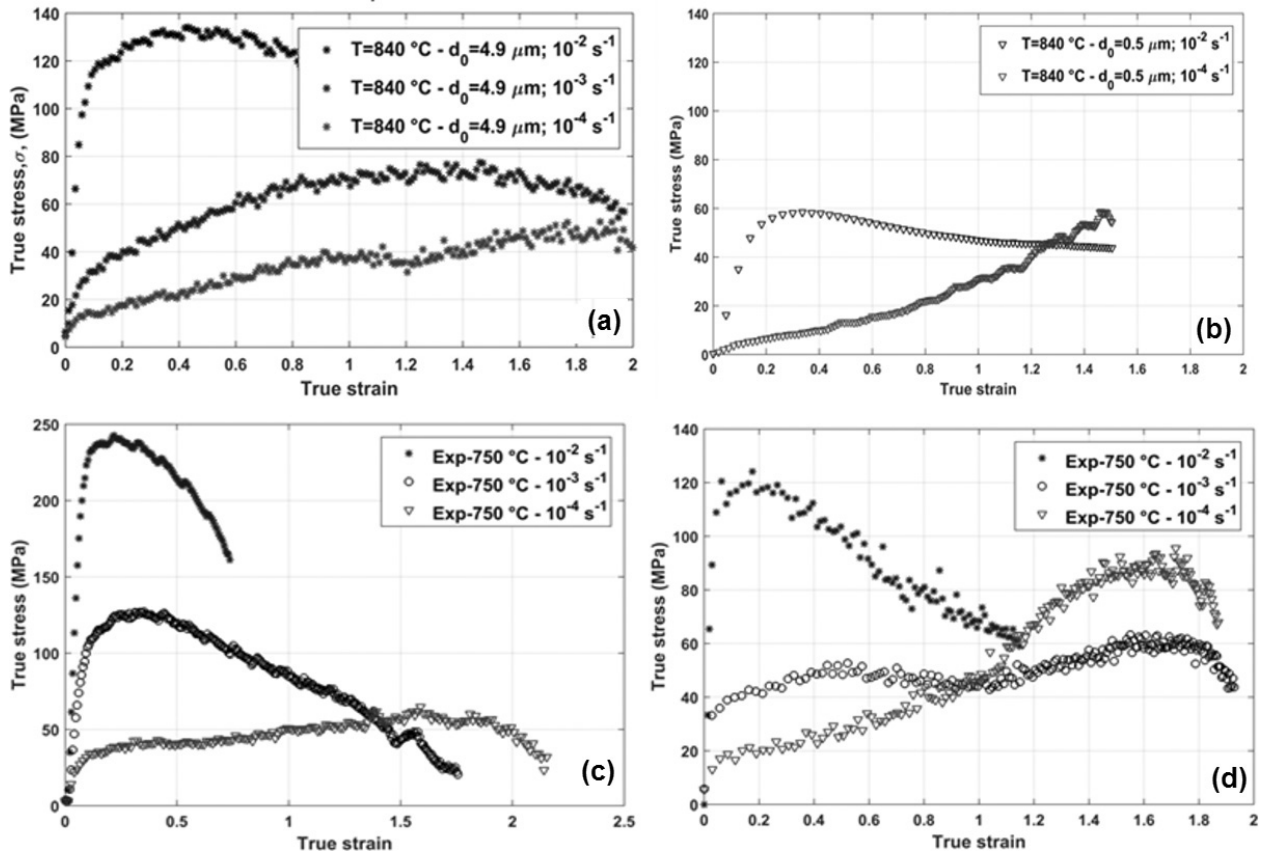 140
120
100
80
60
40
20
0
True stress,σ, (MPa)
T=840 °C - d0=4.9 μm; 10-2 s-1
T=840 °C - d0=4.9 μm; 10-3 s-1
T=840 °C - d0=4.9 μm; 10-4 s-1
(a)
0 0.2 0.4 0.6 0.8 1 1.2 1.4 1.6 1.8 2
True strain
140
120
100
80
60
40
20
0
True stress (MPa)
T=840 °C - d0=0.5 μm; 10-2 s-1
T=840 °C - d0=0.5 μm; 10-4 s-1
(b)
0 0.2 0.4 0.6 0.8 1 1.2 1.4 1.6 1.8 2
True strain
250
200
150
100
50
0
True stress (MPa)
Exp-750 °C - 10-2 s-1
Exp-750 °C - 10-3 s-1
Exp-750 °C - 10-4 s-1
(c)
0 0.5 1 1.5 2 2.5
True strain
140
120
100
80
60
40
20
0
True stress (MPa)
Exp-750 °C - 10-2 s-1
Exp-750 °C - 10-3 s-1
Exp-750 °C - 10-4 s-1
(d)
0 0.2 0.4 0.6 0.8 1 1.2 1.4 1.6 1.8 2
True strain